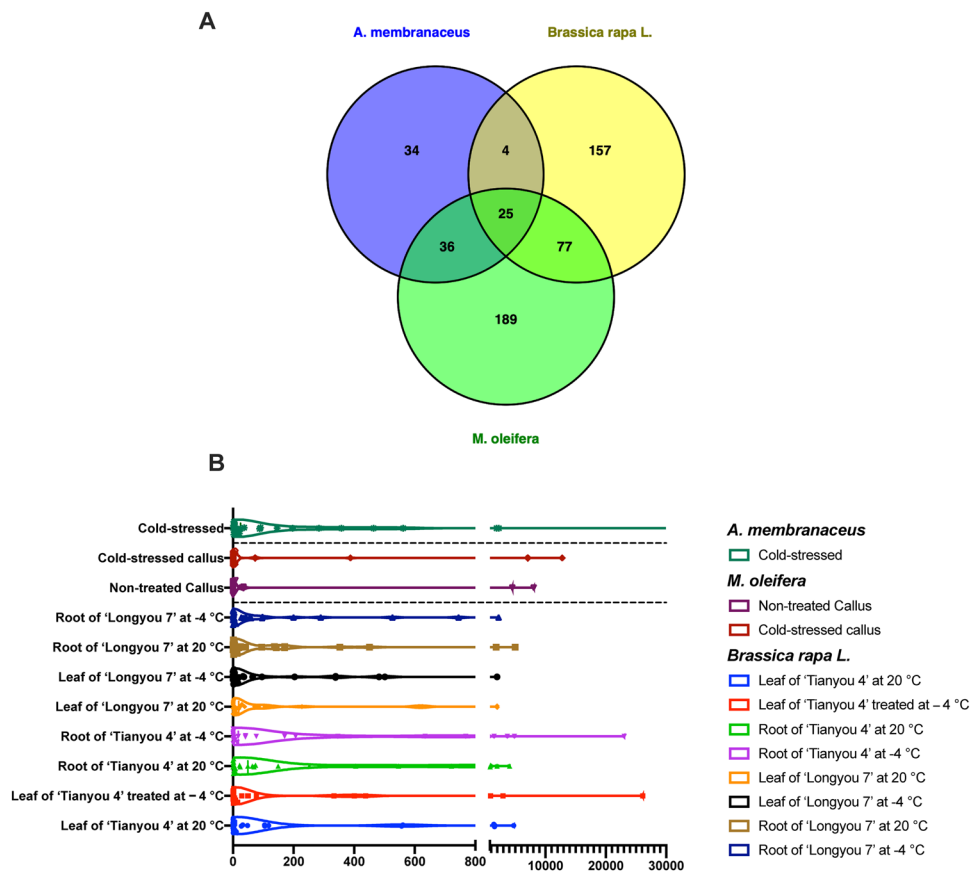 A
A. membranaceus Brassica rapa L.
34 4 157
25
36 77
189
M. oleifera
B
Cold-stressed
Cold-stressed callus
Non-treated Callus
Root of ‘Longyou 7’ at -4 °C
Root of ‘Longyou 7’ at 20 °C
Leaf of ‘Longyou 7’ at -4 °C
Leaf of ‘Longyou 7’ at 20 °C
Root of ‘Tianyou 4’ at -4 °C
Root of ‘Tianyou 4’ at 20 °C
Leaf of ‘Tianyou 4’ treated at – 4 °C
Leaf of ‘Tianyou 4’ at 20 °C
0 200 400 600 800 10000 20000 30000
A. membranaceus
Cold-stressed
M. oleifera
Non-treated Callus
Cold-stressed callus
Brassica rapa L.
Leaf of ‘Tianyou 4’ at 20 °C
Leaf of ‘Tianyou 4’ treated at – 4 °C
Root of ‘Tianyou 4’ at 20 °C
Root of ‘Tianyou 4’ at -4 °C
Leaf of ‘Longyou 7’ at 20 °C
Leaf of ‘Longyou 7’ at -4 °C
Root of ‘Longyou 7’ at 20 °C
Root of ‘Longyou 7’ at -4 °C